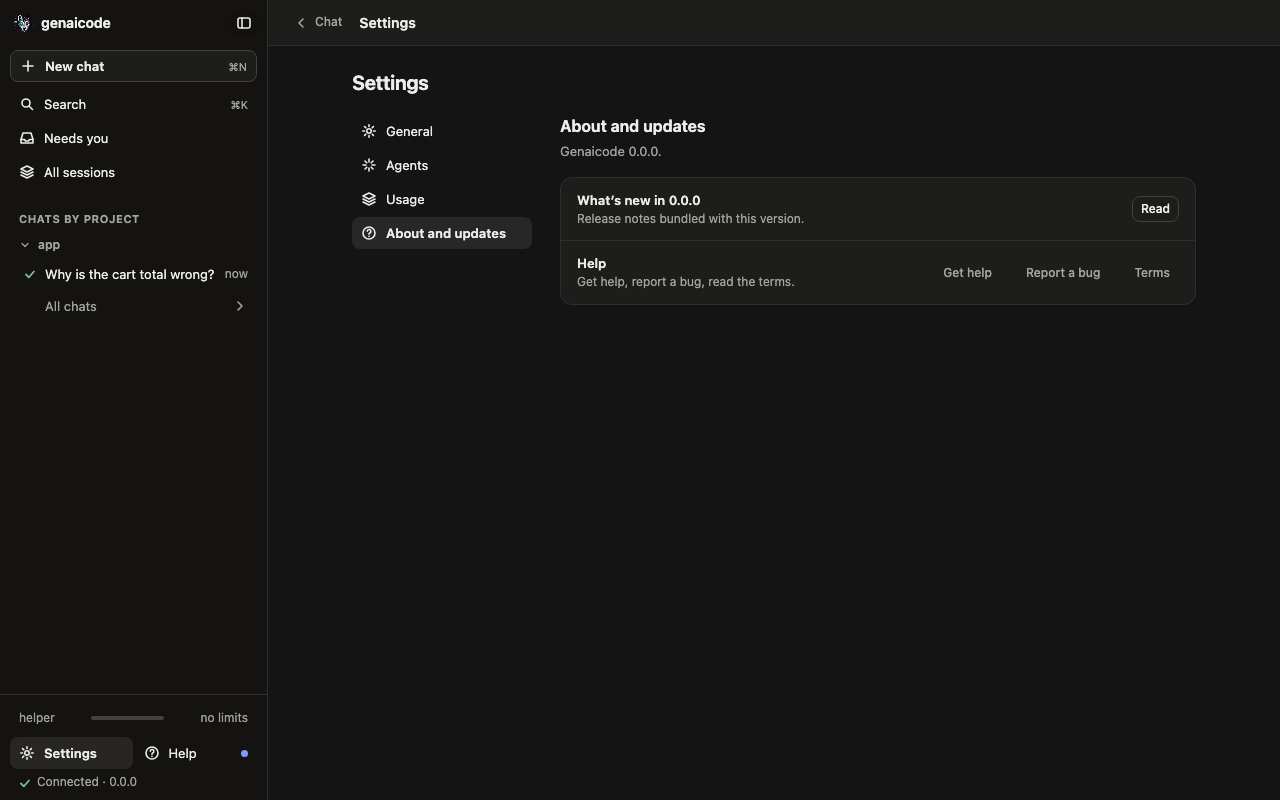 genaicode
New chat ⌘N
Search ⌘K
Needs you
All sessions
CHATS BY PROJECT
app
Why is the cart total wrong? now
All chats
helper no limits
Settings Help
Connected · 0.0.0
Chat Settings
Settings
General
Agents
Usage
About and updates
About and updates
Genaicode 0.0.0.
What’s new in 0.0.0
Release notes bundled with this version.
Read
Help
Get help, report a bug, read the terms.
Get help Report a bug Terms